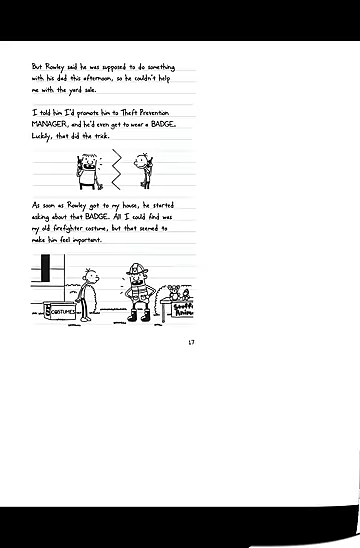 But Rowley said he was supposed to do something
with his dad this afternoon, so he couldn't help
me with the yard sale.
I told him I'd promote him to Theft Prevention
MANAGER, and he'd even get to wear a BADGE.
Luckily, that did the trick.
As soon as Rowley got to my house, he started
asking about that BADGE. All I could find was
my old firefighter costume, but that seemed to
make him feel important.
COSTUMES
Stuffed
Anim
17